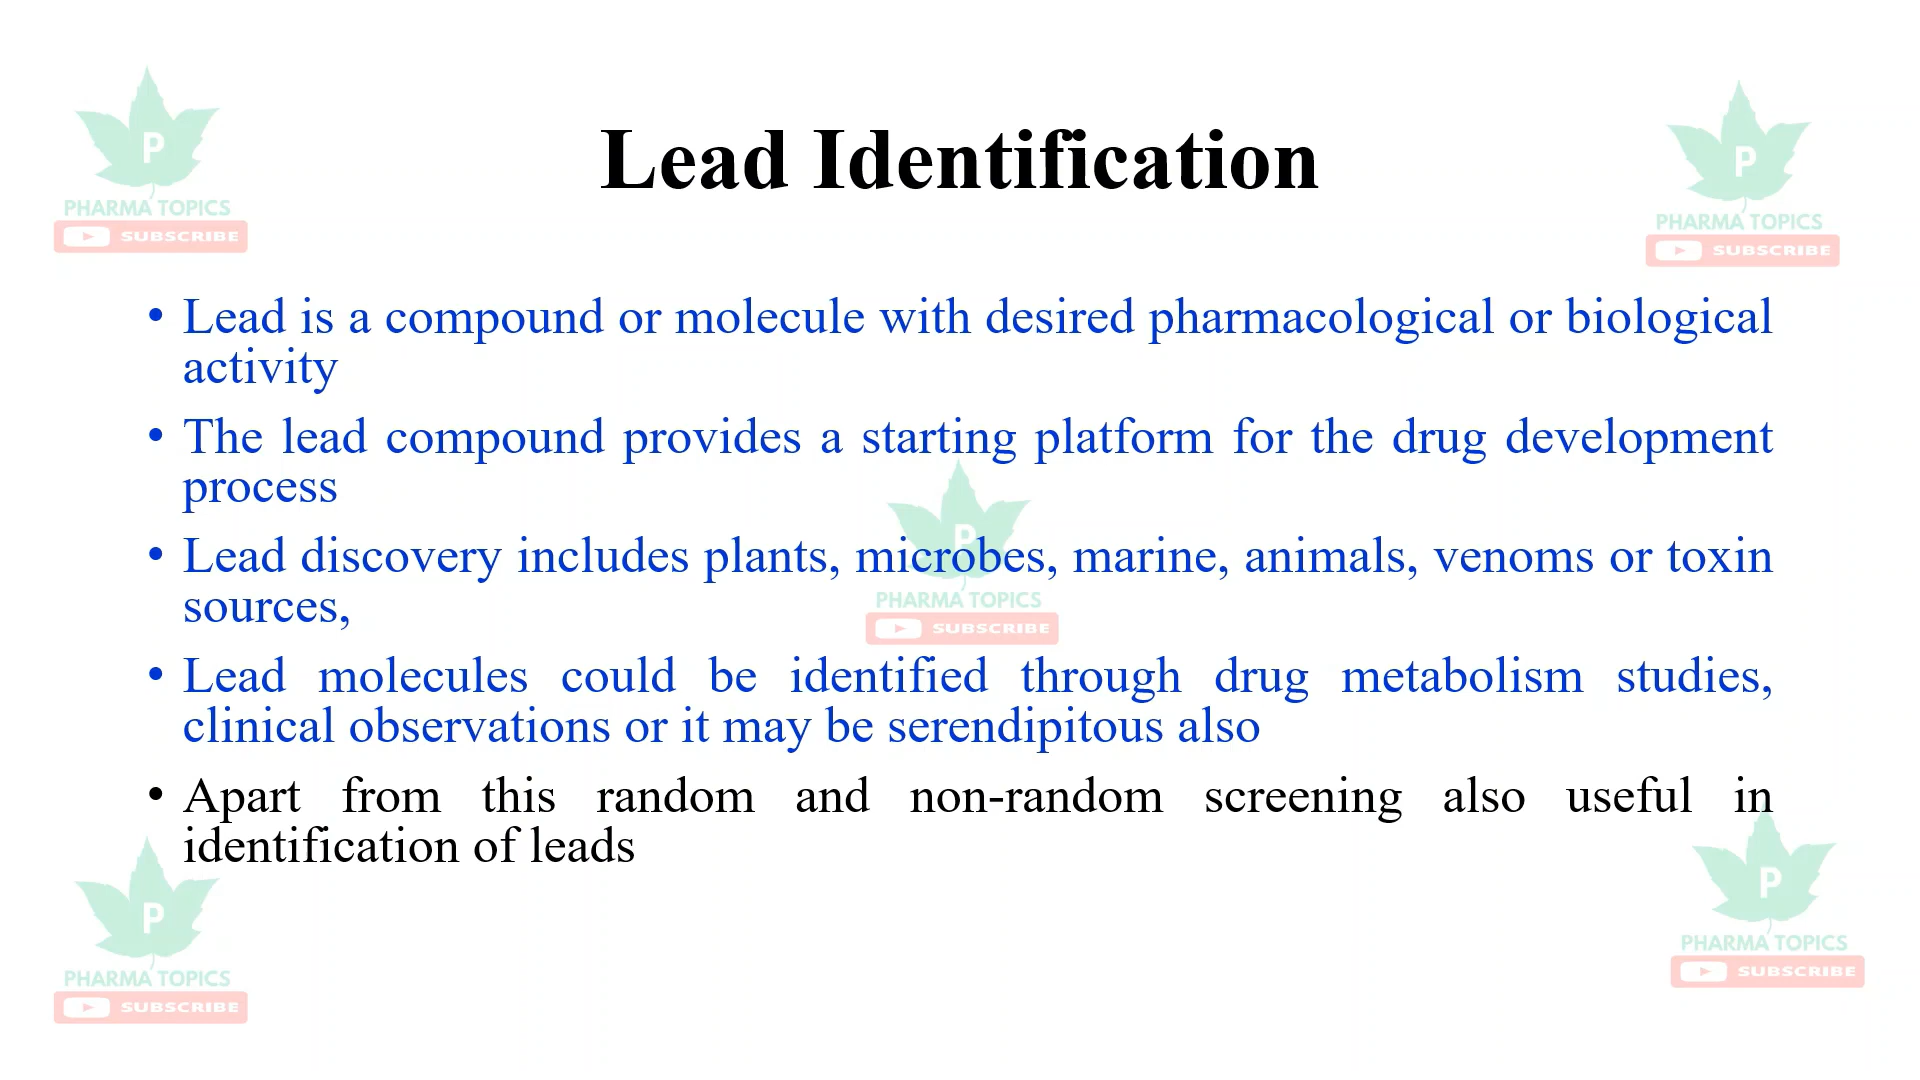 Lead Identification
P
PHARMA TOPICS
SUBSCRIBE
P
PHARMA TOPICS
SUBSCRIBE
• Lead is a compound or molecule with desired pharmacological or biological
activity
• The lead compound provides a starting platform for the drug development
process
• Lead discovery includes plants, microbes, marine, animals, venoms or toxin
sources,
P
PHARMA TOPICS
SUBSCRIBE
• Lead molecules could be identified through drug metabolism studies,
clinical observations or it may be serendipitous also
• Apart from this random and non-random screening also useful in
identification of leads
P
PHARMA TOPICS
SUBSCRIBE
P
PHARMA TOPICS
SUBSCRIBE